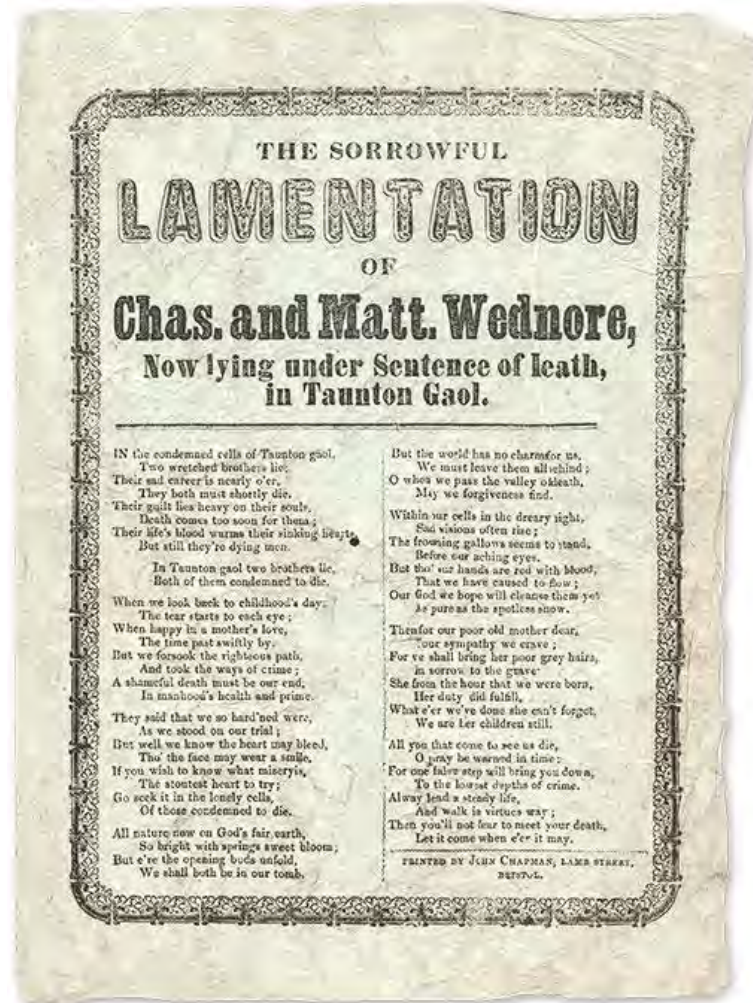 THE SORROWFUL
LAMENTATION
OF
Chas. and Matt. Wednore,
Now lying under Sentence of Ieath,
in Taunton Gaol.
IN the condemned cells of Taunton gaol,
Two wretched brothers lie;
Their sad career is nearly o'er,
They both must shortly die.
Their guilt lies heavy on their souls,
Death comes too soon for them;
Their life's blood warms their sinking hearts
But still they're dying men.
In Taunton gaol two brothers lie,
Both of them condemned to die.
When we look back to childhood's day,
The tear starts to each eye;
When happy in a mother's love,
The time past swiftly by.
But we forsook the righteous path,
And took the ways of crime;
A shameful death must be our end,
In manhood's health and prime.
They said that we so hard'ned were,
As we stood on our trial;
But well we know the heart may bleed,
Tho' the face may wear a smile.
If you wish to know what miseryis,
The stoutest heart to try;
Go seek it in the lonely cells,
Of those condemned to die.
All nature now on God's fair earth,
So bright with springs sweet bloom;
But e're the opening buds unfold,
We shall both be in our tomb.
But the world has no charmsfor us,
We must leave them all behind;
O when we pass the valley of death,
May we forgiveness find.
Within our cells in the dreary night,
Sad visions often rise;
The frowning gallows seems to stand,
Before our aching eyes.
But tho' our hands are red with blood,
That we have caused to flow;
Our God we hope will cleanse them yet
As pure as the spotless snow.
Thenfor our poor old mother dear,
Your sympathy we crave;
For we shall bring her poor grey hairs,
in sorrow to the grave
She from the hour that we were born,
Her duty did fulfill,
What e'er we've done she can't forget,
We are her children still.
All you that come to see us die,
O pray be warned in time;
For one false step will bring you down,
To the lowest depths of crime.
Alway lead a steady life,
And walk in virtues way;
Then you'll not fear to meet your death,
Let it come when e'er it may.
PRINTED BY JOHN CHAPMAN, LAMB STREET,
BRISTOL.